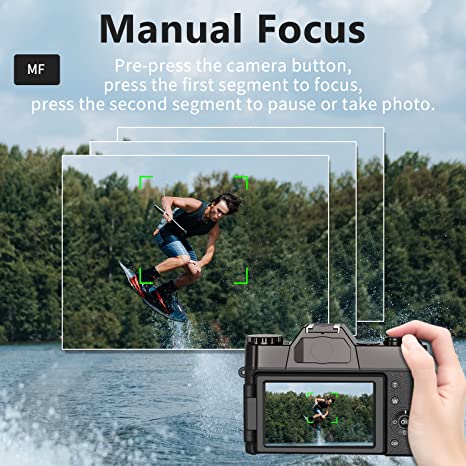 Manual Focus
MF
Pre-press the camera button,
press the first segment to focus,
press the second segment to pause or take photo.
T
W